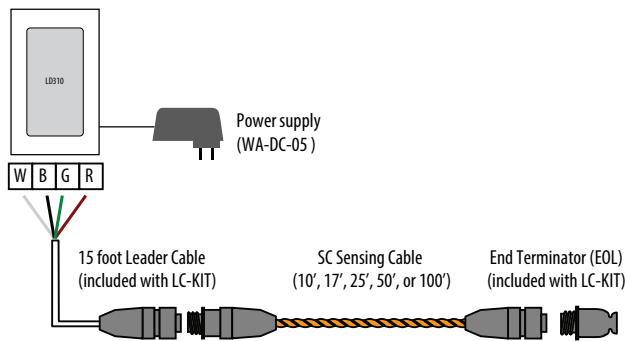 LD310
Power supply
(WA-DC-05 )
W B G R
15 foot Leader Cable
(included with LC-KIT)
SC Sensing Cable
(10’, 17’, 25’, 50’, or 100’)
End Terminator (EOL)
(included with LC-KIT)